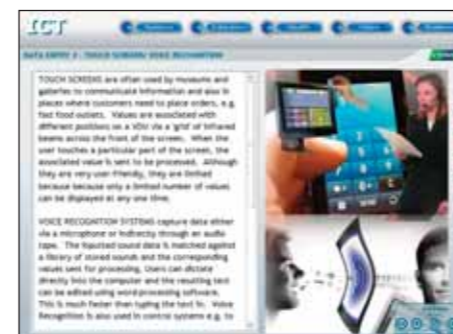 ICT
DATA ENTRY 3 - TOUCH SCREEN/ VOICE RECOGNITION
TOUCH SCREENS are often used by museums and
galleries to communicate information and also in
places where customers need to place orders, e.g.
fast food outlets. Values are associated with
different positions on a VDU via a 'grid' of infrared
beams across the front of the screen. When the
user touches a particular part of the screen, the
associated value is sent to be processed. Although
they are very user-friendly, they are limited
because because only a limited number of values
can be displayed at any one time.
VOICE RECOGNITION SYSTEMS capture data either
via a microphone or indirectly through an audio
tape. The inputted sound data is matched against
a library of stored sounds and the corresponding
values sent for processing. Users can dictate
directly into the computer and the resulting text
can be edited using word-processing software.
This is much faster than typing the text in. Voice
Recognition is also used in control systems e.g. to